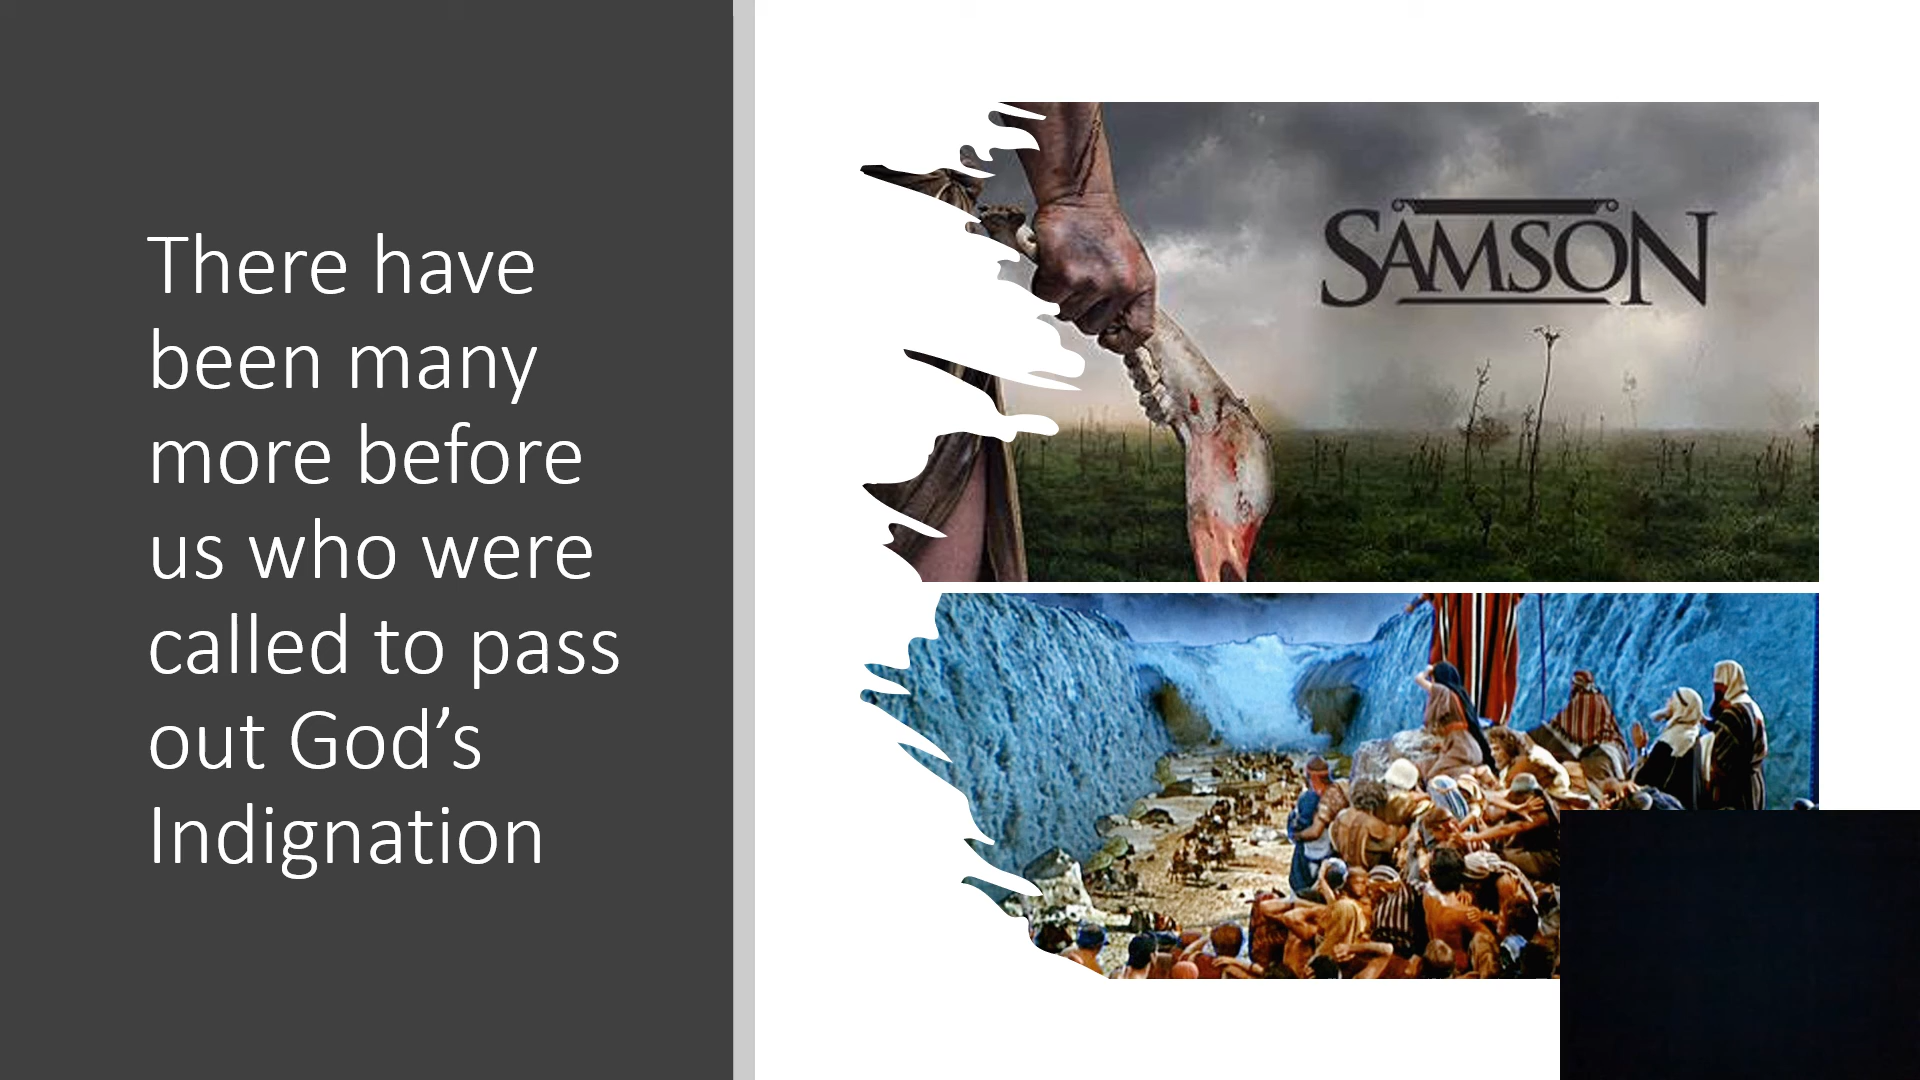 There have
been many
more before
us who were
called to pass
out God’s
Indignation
SAMSON